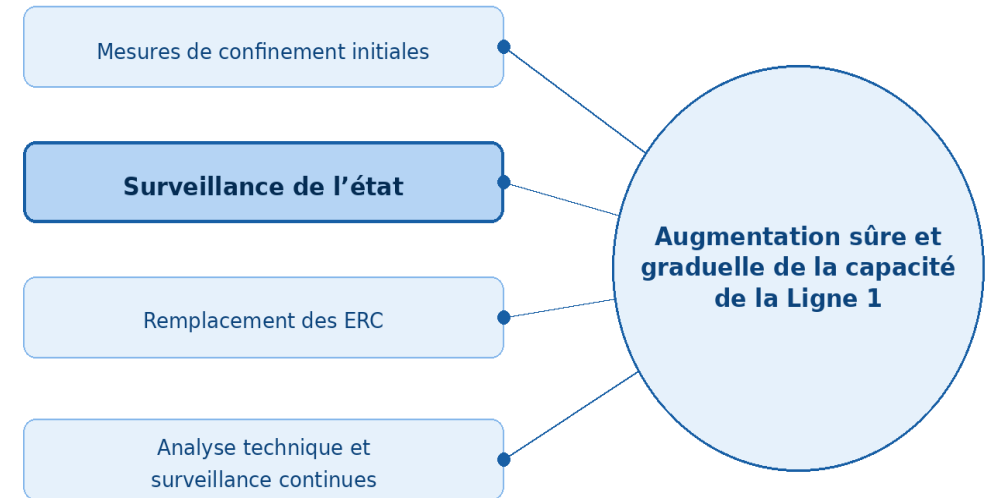 Mesures de confinement initiales
Surveillance de l’état
Remplacement des ERC
Analyse technique et
surveillance continues
Augmentation sûre et
graduelle de la capacité
de la Ligne 1